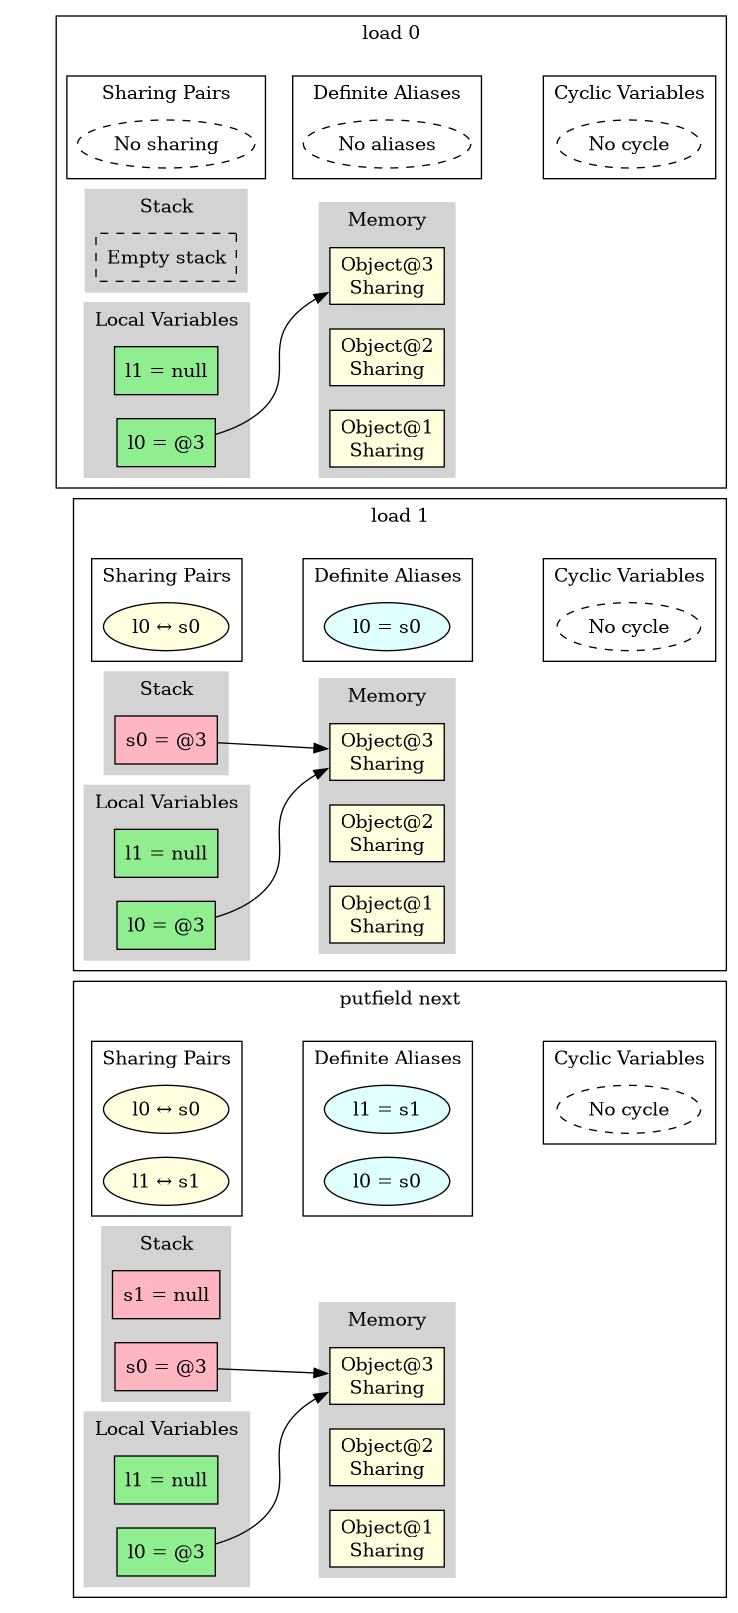 load 0
Sharing Pairs
No sharing
Definite Aliases
No aliases
Cyclic Variables
No cycle
Stack
Empty stack
Local Variables
l1 = null
l0 = @3
Memory
Object@3
Sharing
Object@2
Sharing
Object@1
Sharing
load 1
Sharing Pairs
l0 ↔ s0
Definite Aliases
l0 = s0
Cyclic Variables
No cycle
Stack
s0 = @3
Local Variables
l1 = null
l0 = @3
Memory
Object@3
Sharing
Object@2
Sharing
Object@1
Sharing
putfield next
Sharing Pairs
l0 ↔ s0
l1 ↔ s1
Definite Aliases
l1 = s1
l0 = s0
Cyclic Variables
No cycle
Stack
s1 = null
s0 = @3
Local Variables
l1 = null
l0 = @3
Memory
Object@3
Sharing
Object@2
Sharing
Object@1
Sharing